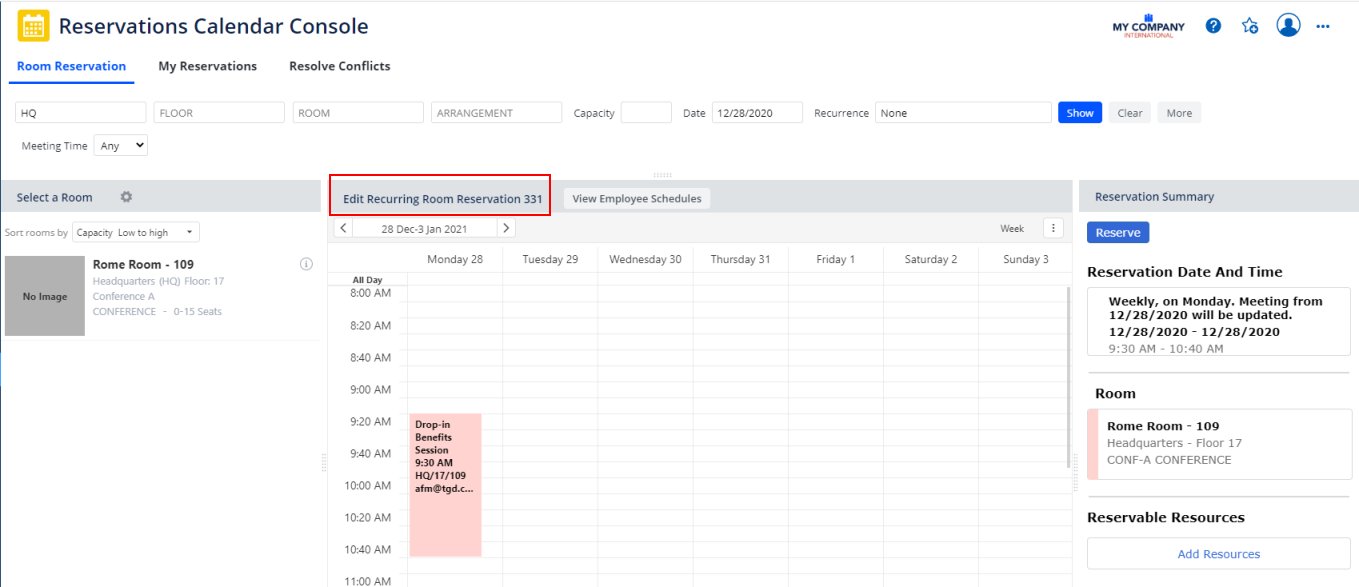 Reservations Calendar Console
MY COMPANY
INTERNATIONAL
?
Room Reservation My Reservations Resolve Conflicts
HQ FLOOR ROOM ARRANGEMENT Capacity Date 12/28/2020 Recurrence None Show Clear More
Meeting Time Any
Select a Room
Sort rooms by Capacity Low to high
No Image
Rome Room - 109
Headquarters (HQ) Floor: 17
Conference A
CONFERENCE - 0-15 Seats
Edit Recurring Room Reservation 331 View Employee Schedules
28 Dec-3 Jan 2021 Week
Monday 28 Tuesday 29 Wednesday 30 Thursday 31 Friday 1 Saturday 2 Sunday 3
All Day
8:00 AM
8:20 AM
8:40 AM
9:00 AM
9:20 AM
9:40 AM
10:00 AM
10:20 AM
10:40 AM
11:00 AM
Drop-in
Benefits
Session
9:30 AM
HQ/17/109
afm@tgd.c...
Reservation Summary
Reserve
Reservation Date And Time
Weekly, on Monday. Meeting from
12/28/2020 will be updated.
12/28/2020 - 12/28/2020
9:30 AM - 10:40 AM
Room
Rome Room - 109
Headquarters - Floor 17
CONF-A CONFERENCE
Reservable Resources
Add Resources